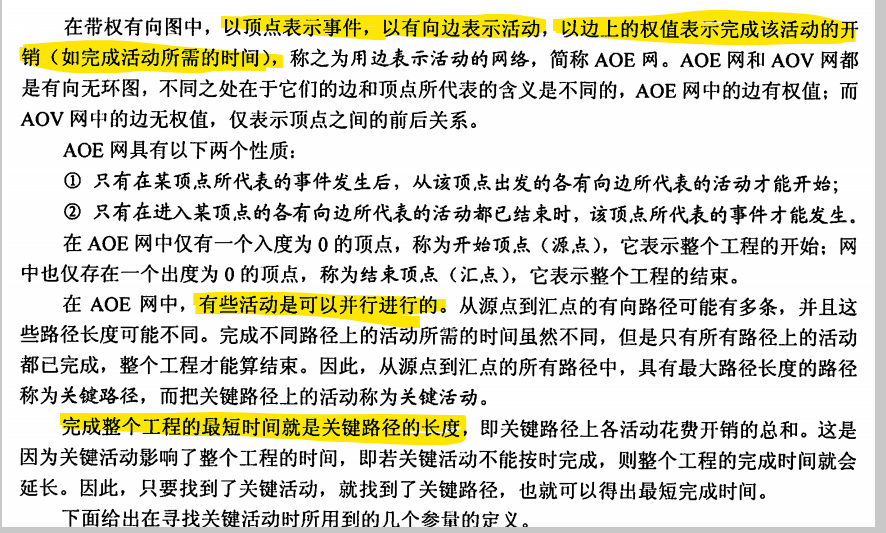 在带权有向图中，以顶点表示事件，以有向边表示活动，以边上的权值表示完成该活动的开
销（如完成活动所需的时间），称之为用边表示活动的网络，简称 AOE 网。AOE 网和 AOV 网都
是有向无环图，不同之处在于它们的边和顶点所代表的含义是不同的，AOE 网中的边有权值；而
AOV 网中的边无权值，仅表示顶点之间的前后关系。
AOE 网具有以下两个性质：
① 只有在某顶点所代表的事件发生后，从该顶点出发的各有向边所代表的活动才能开始；
② 只有在进入某顶点的各有向边所代表的活动都已结束时，该顶点所代表的事件才能发生。
在 AOE 网中仅有一个入度为 0 的顶点，称为开始顶点（源点），它表示整个工程的开始；网
中也仅存在一个出度为 0 的顶点，称为结束顶点（汇点），它表示整个工程的结束。
在 AOE 网中，有些活动是可以并行进行的。从源点到汇点的有向路径可能有多条，并且这
些路径长度可能不同。完成不同路径上的活动所需的时间虽然不同，但是只有所有路径上的活动
都已完成，整个工程才能算结束。因此，从源点到汇点的所有路径中，具有最大路径长度的路径
称为关键路径，而把关键路径上的活动称为关键活动。
完成整个工程的最短时间就是关键路径的长度，即关键路径上各活动花费开销的总和。这是
因为关键活动影响了整个工程的时间，即若关键活动不能按时完成，则整个工程的完成时间就会
延长。因此，只要找到了关键活动，就找到了关键路径，也就可以得出最短完成时间。
下面给出在寻找关键活动时所用到的几个参量的定义。